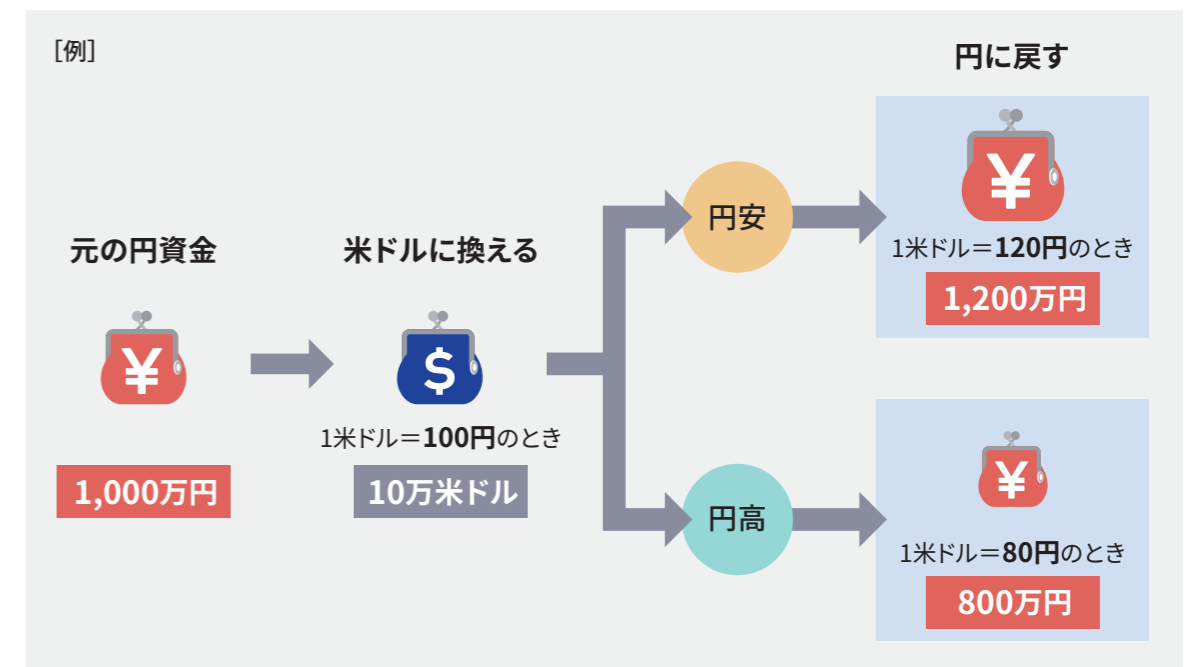 [例]
元の円資金
¥
1,000万円
米ドルに換える
$
1米ドル＝100円のとき
10万米ドル
円安
円高
円に戻す
¥
1米ドル＝120円のとき
1,200万円
¥
1米ドル＝80円のとき
800万円